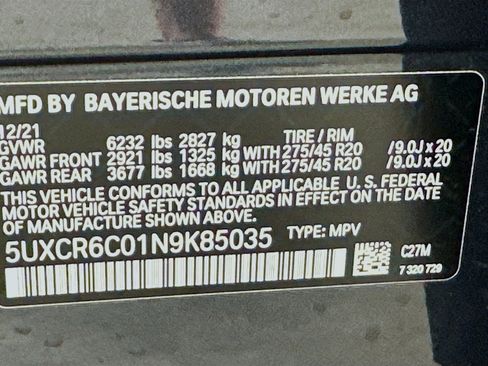 MFD BY BAYERISCHE MOTOREN WERKE AG
12/21
GVWR 6232 lbs 2827 kg TIRE / RIM
GAWR FRONT 2921 lbs 1325 kg WITH 275/45 R20 /9.0J x 20
GAWR REAR 3677 lbs 1668 kg WITH 275/45 R20 /9.0J x 20
THIS VEHICLE CONFORMS TO ALL APPLICABLE U. S. FEDERAL
MOTOR VEHICLE SAFETY STANDARDS IN EFFECT ON THE DATE
OF MANUFACTURE SHOWN ABOVE.
5UXCR6C01N9K85035 TYPE: MPV
C27M
7 320 729